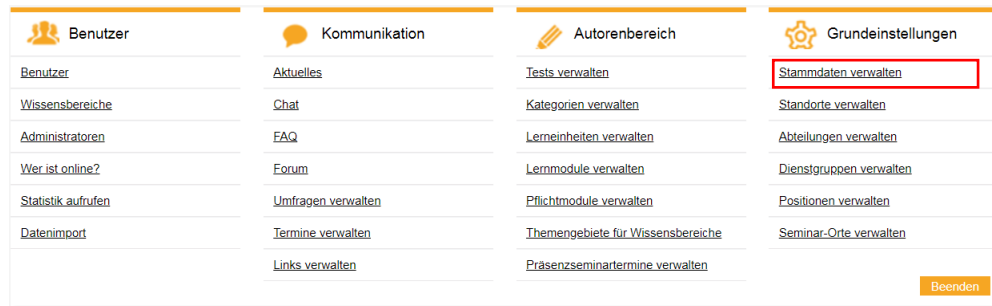 Benutzer
Benutzer
Wissensbereiche
Administratoren
Wer ist online?
Statistik aufrufen
Datenimport
Kommunikation
Aktuelles
Chat
FAQ
Forum
Umfragen verwalten
Termine verwalten
Links verwalten
Autorenbereich
Tests verwalten
Kategorien verwalten
Lerneinheiten verwalten
Lernmodule verwalten
Pflichtmodule verwalten
Themengebiete für Wissensbereiche
Präsenzseminartermine verwalten
Grundeinstellungen
Stammdaten verwalten
Standorte verwalten
Abteilungen verwalten
Dienstgruppen verwalten
Positionen verwalten
Seminar-Orte verwalten
Beenden